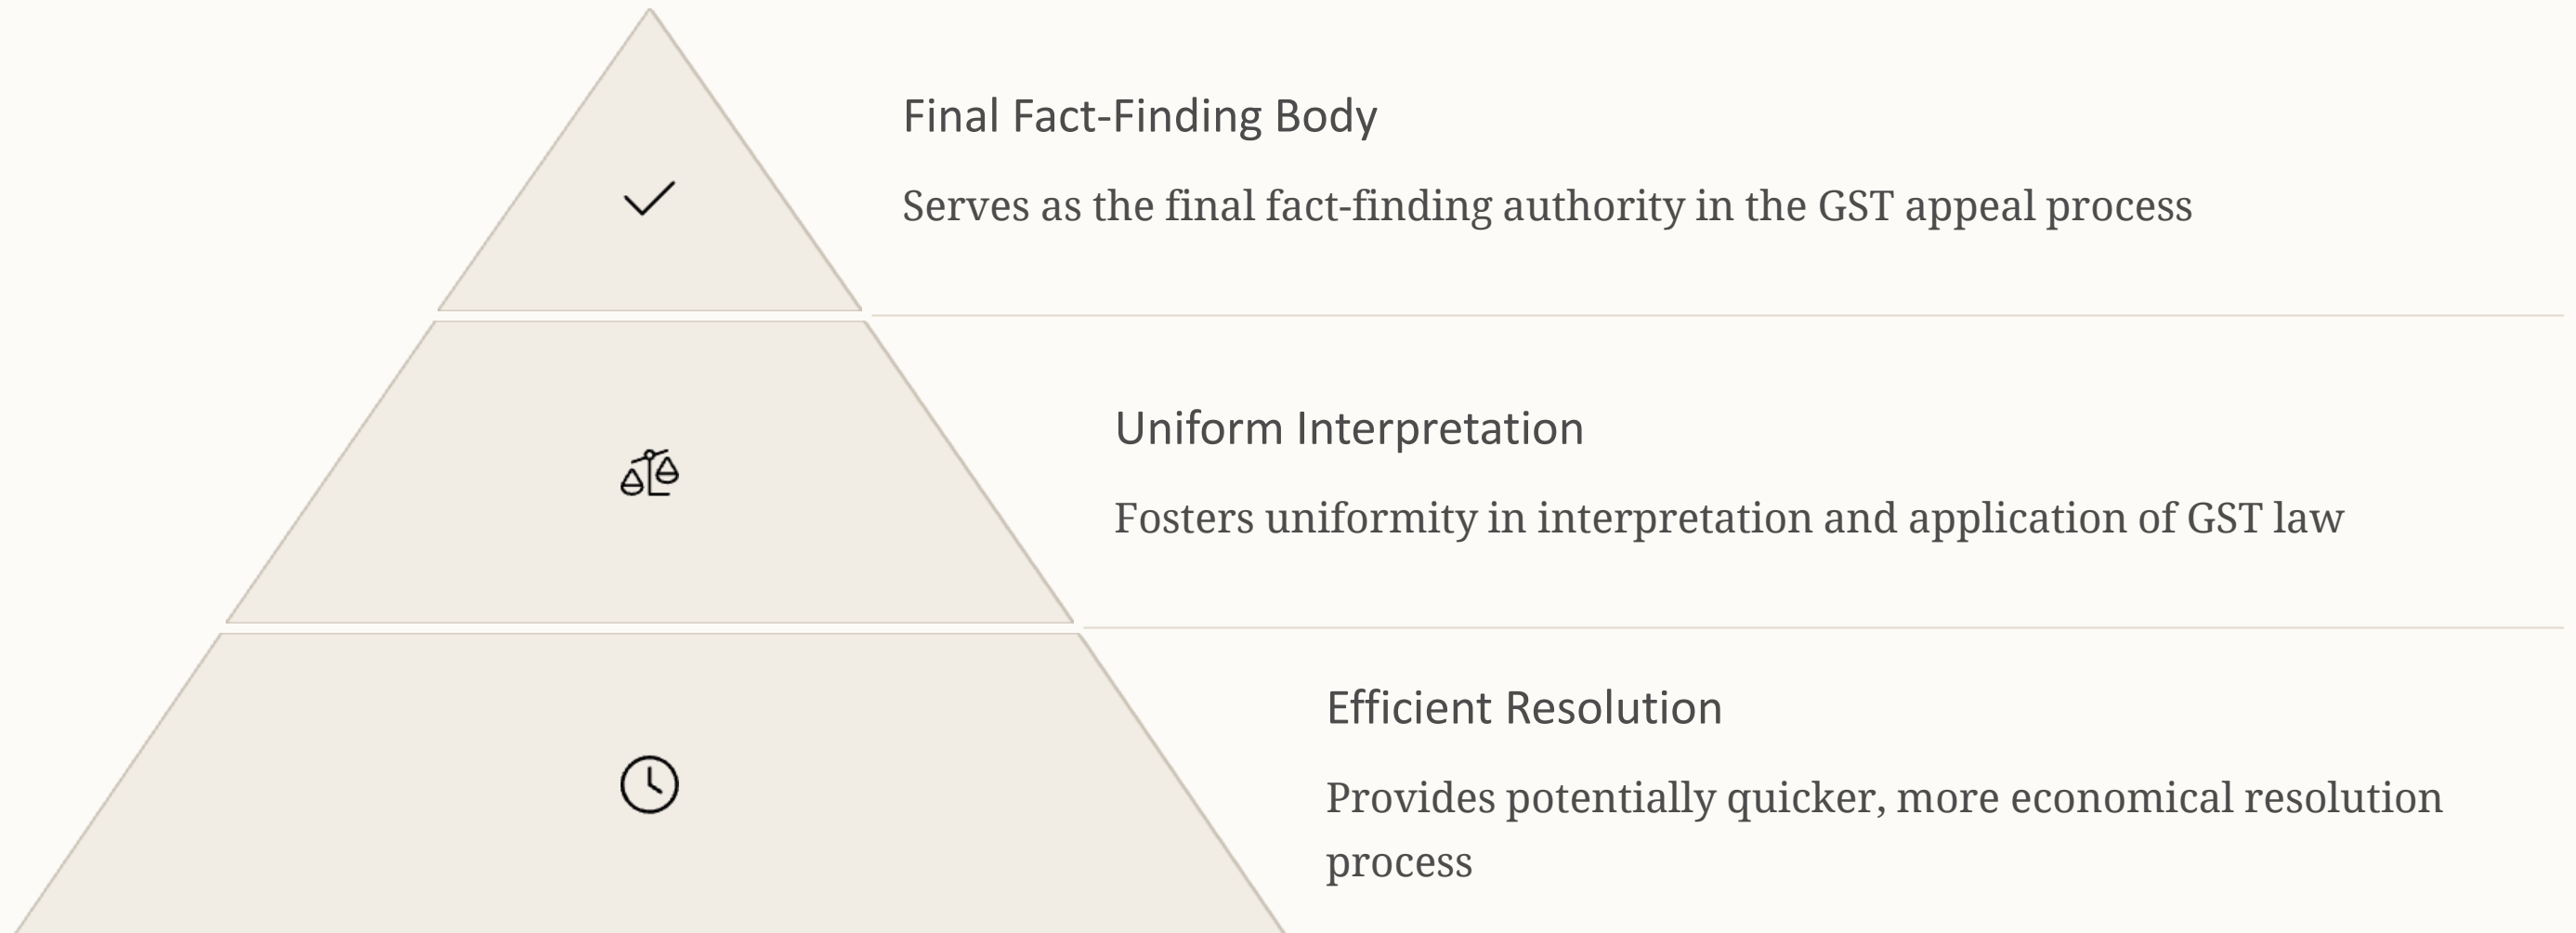 Final Fact-Finding Body
Serves as the final fact-finding authority in the GST appeal process
Uniform Interpretation
Fosters uniformity in interpretation and application of GST law
Efficient Resolution
Provides potentially quicker, more economical resolution
process